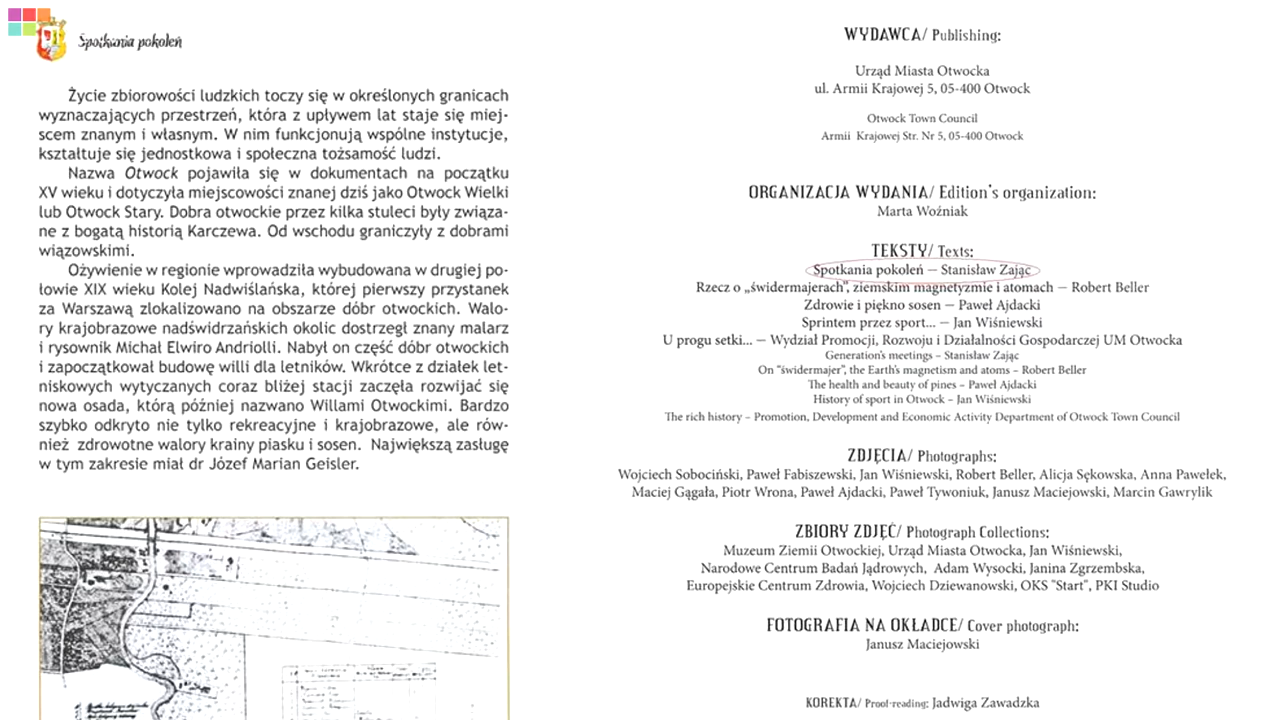 Spotkania pokoleń
Życie zbiorowości ludzkich toczy się w określonych granicach
wyznaczających przestrzeń, która z upływem lat staje się miej-
scem znanym i własnym. W nim funkcjonują wspólne instytucje,
kształtuje się jednostkowa i społeczna tożsamość ludzi.
Nazwa Otwock pojawiła się w dokumentach na początku
XV wieku i dotyczyła miejscowości znanej dziś jako Otwock Wielki
lub Otwock Stary. Dobra otwockie przez kilka stuleci były związa-
ne z bogatą historią Karczewa. Od wschodu graniczyły z dobrami
wiązowskimi.
Ożywienie w regionie wprowadziła wybudowana w drugiej po-
łowie XIX wieku Kolej Nadwiślańska, której pierwszy przystanek
za Warszawą zlokalizowano na obszarze dóbr otwockich. Walo-
ry krajobrazowe nadświdrzańskich okolic dostrzegł znany malarz
i rysownik Michał Elwiro Andriolli. Nabył on część dóbr otwockich
i zapoczątkował budowę willi dla letników. Wkrótce z działek let-
niskowych wytyczanych coraz bliżej stacji zaczęła rozwijać się
nowa osada, którą później nazwano Willami Otwockimi. Bardzo
szybko odkryto nie tylko rekreacyjne i krajobrazowe, ale rów-
nież zdrowotne walory krainy piasku i sosen. Największą zasługę
w tym zakresie miał dr Józef Marian Geisler.
WYDAWCA/ Publishing:
Urząd Miasta Otwocka
ul. Armii Krajowej 5, 05-400 Otwock
Otwock Town Council
Armii Krajowej Str. Nr 5, 05-400 Otwock
ORGANIZACJA WYDANIA/ Edition's organization:
Marta Woźniak
TEKSTY/ Texts:
Spotkania pokoleń – Stanisław Zając
Rzecz o „świdermajerach”, ziemskim magnetyzmie i atomach – Robert Beller
Zdrowie i piękno sosen – Paweł Ajdacki
Sprintem przez sport... – Jan Wiśniewski
U progu setki... – Wydział Promocji, Rozwoju i Działalności Gospodarczej UM Otwocka
Generation's meetings – Stanisław Zając
On “świdermajer”, the Earth's magnetism and atoms – Robert Beller
The health and beauty of pines – Paweł Ajdacki
History of sport in Otwock – Jan Wiśniewski
The rich history – Promotion, Development and Economic Activity Department of Otwock Town Council
ZDJĘCIA/ Photographs:
Wojciech Sobociński, Paweł Fabiszewski, Jan Wiśniewski, Robert Beller, Alicja Sękowska, Anna Pawełek,
Maciej Gągała, Piotr Wrona, Paweł Ajdacki, Paweł Tywoniuk, Janusz Maciejowski, Marcin Gawrylik
ZBIORY ZDJĘĆ/ Photograph Collections:
Muzeum Ziemii Otwockiej, Urząd Miasta Otwocka, Jan Wiśniewski,
Narodowe Centrum Badań Jądrowych, Adam Wysocki, Janina Zgrzembska,
Europejskie Centrum Zdrowia, Wojciech Dziewanowski, OKS "Start", PKI Studio
FOTOGRAFIA NA OKŁADCE/ Cover photograph:
Janusz Maciejowski
KOREKTA/ Proof-reading: Jadwiga Zawadzka